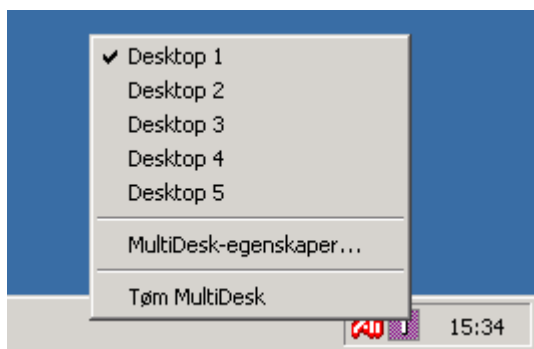 Desktop 1
Desktop 2
Desktop 3
Desktop 4
Desktop 5
MultiDesk-egenskaper...
Tøm MultiDesk
15:34